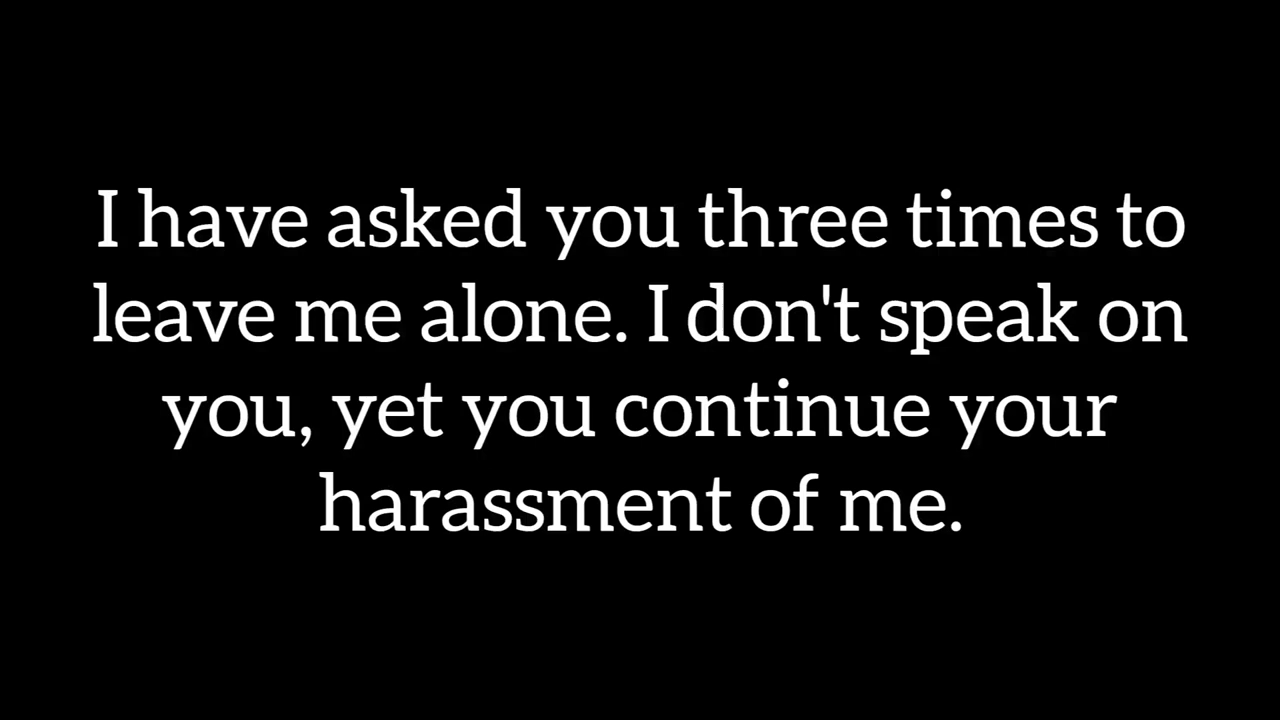 I have asked you three times to
leave me alone. I don't speak on
you, yet you continue your
harassment of me.